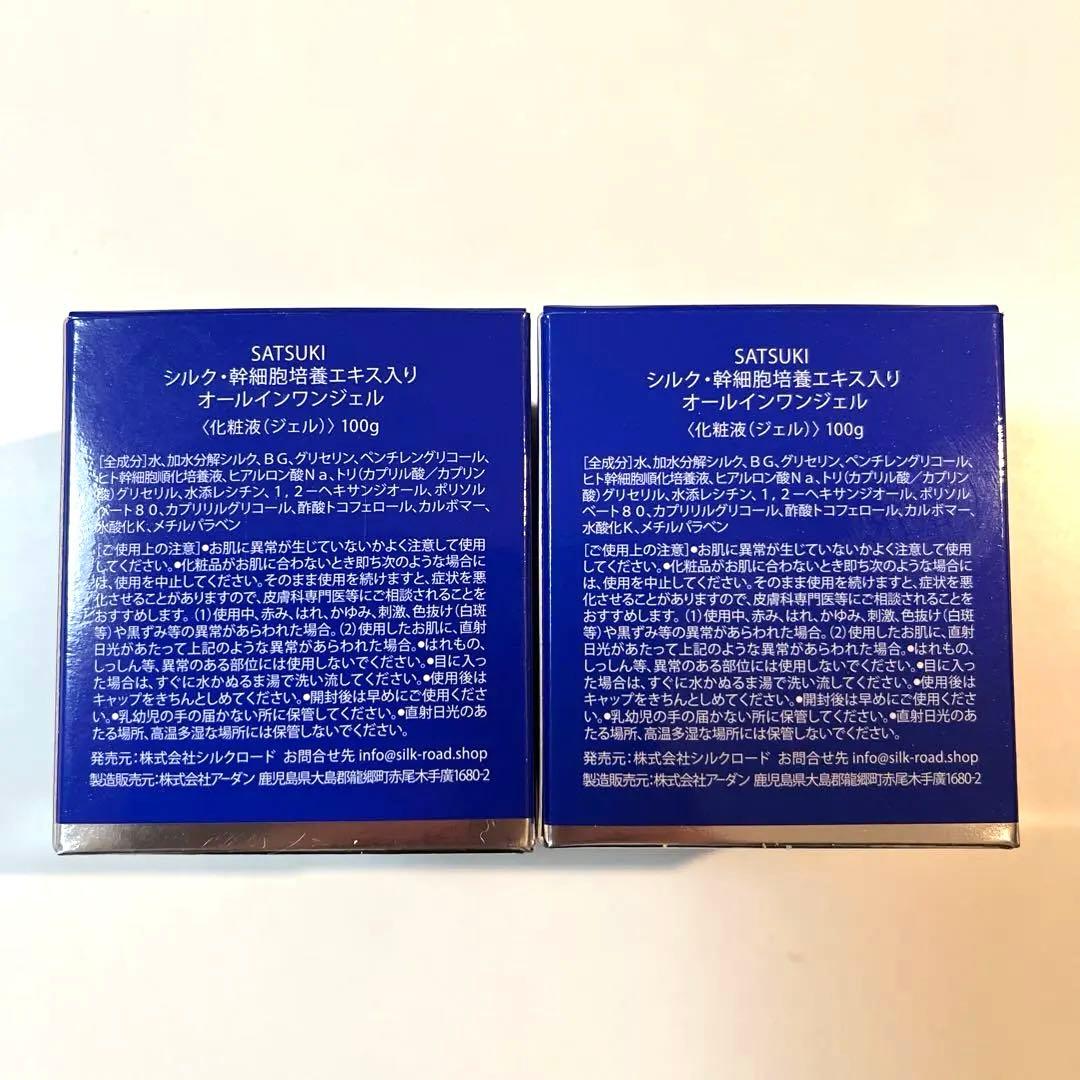 SATSUKI
シルク・幹細胞培養エキス入り
オールインワンジェル
〈化粧液(ジェル)〉100g
[全成分]水、加水分解シルク、BG、グリセリン、ペンチレングリコール、
ヒト幹細胞順化培養液、ヒアルロン酸Na、トリ(カプリル酸／カプリン
酸)グリセリル、水添レシチン、1，2－ヘキサンジオール、ポリソル
ベート80、カプリリルグリコール、酢酸トコフェロール、カルボマー、
水酸化K、メチルパラベン
[ご使用上の注意]●お肌に異常が生じていないかよく注意して使用
してください。●化粧品がお肌に合わないとき即ち次のような場合に
は、使用を中止してください。そのまま使用を続けますと、症状を悪
化させることがありますので、皮膚科専門医等にご相談されることを
おすすめします。(1)使用中、赤み、はれ、かゆみ、刺激、色抜け(白斑
等)や黒ずみ等の異常があらわれた場合。(2)使用したお肌に、直射
日光があたって上記のような異常があらわれた場合。●はれもの、
しっしん等、異常のある部位には使用しないでください。●目に入っ
た場合は、すぐに水かぬるま湯で洗い流してください。●使用後は
キャップをきちんとしめてください。●開封後は早めにご使用くださ
い。●乳幼児の手の届かない所に保管してください。●直射日光のあ
たる場所、高温多湿な場所には保管しないでください。
発売元：株式会社シルクロード お問合せ先 info@silk-road.shop
製造販売元：株式会社アーダン 鹿児島県大島郡龍郷町赤尾木手廣1680-2
SATSUKI
シルク・幹細胞培養エキス入り
オールインワンジェル
〈化粧液(ジェル)〉100g
[全成分]水、加水分解シルク、BG、グリセリン、ペンチレングリコール、
ヒト幹細胞順化培養液、ヒアルロン酸Na、トリ(カプリル酸／カプリン
酸)グリセリル、水添レシチン、1，2－ヘキサンジオール、ポリソル
ベート80、カプリリルグリコール、酢酸トコフェロール、カルボマー、
水酸化K、メチルパラベン
[ご使用上の注意]●お肌に異常が生じていないかよく注意して使用
してください。●化粧品がお肌に合わないとき即ち次のような場合に
は、使用を中止してください。そのまま使用を続けますと、症状を悪
化させることがありますので、皮膚科専門医等にご相談されることを
おすすめします。(1)使用中、赤み、はれ、かゆみ、刺激、色抜け(白斑
等)や黒ずみ等の異常があらわれた場合。(2)使用したお肌に、直射
日光があたって上記のような異常があらわれた場合。●はれもの、
しっしん等、異常のある部位には使用しないでください。●目に入っ
た場合は、すぐに水かぬるま湯で洗い流してください。●使用後は
キャップをきちんとしめてください。●開封後は早めにご使用くださ
い。●乳幼児の手の届かない所に保管してください。●直射日光のあ
たる場所、高温多湿な場所には保管しないでください。
発売元：株式会社シルクロード お問合せ先 info@silk-road.shop
製造販売元：株式会社アーダン 鹿児島県大島郡龍郷町赤尾木手廣1680-2